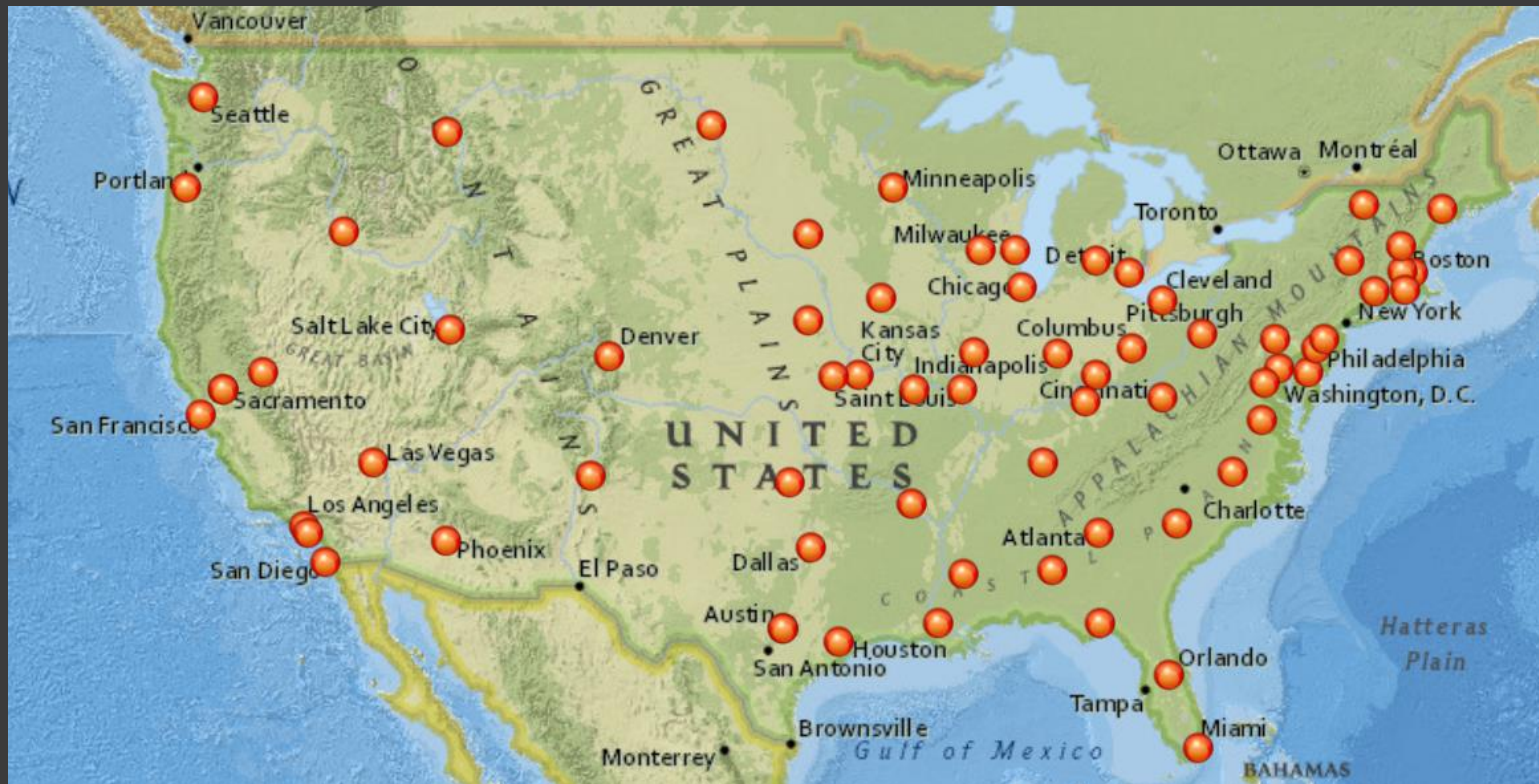 Vancouver
Seattle
Portland
Ottawa
Montréal
Minneapolis
Toronto
Milwaukee
Detroit
Boston
Chicago
Cleveland
Salt Lake City
Denver
Kansas
City
Columbus
Pittsburgh
New York
GREAT BASIN
Indianapolis
Philadelphia
Sacramento
Saint Louis
Cincinnati
Washington, D.C.
San Francisco
GREAT PLAINS
UNITED
STATES
APPALACHIAN MOUNTAINS
Las Vegas
Los Angeles
Charlotte
Phoenix
Atlanta
San Diego
El Paso
Dallas
COASTAL PLAIN
Austin
Houston
San Antonio
Orlando
Hatteras
Plain
Tampa
Miami
Brownsville
Monterrey
Gulf of Mexico
BAHAMAS